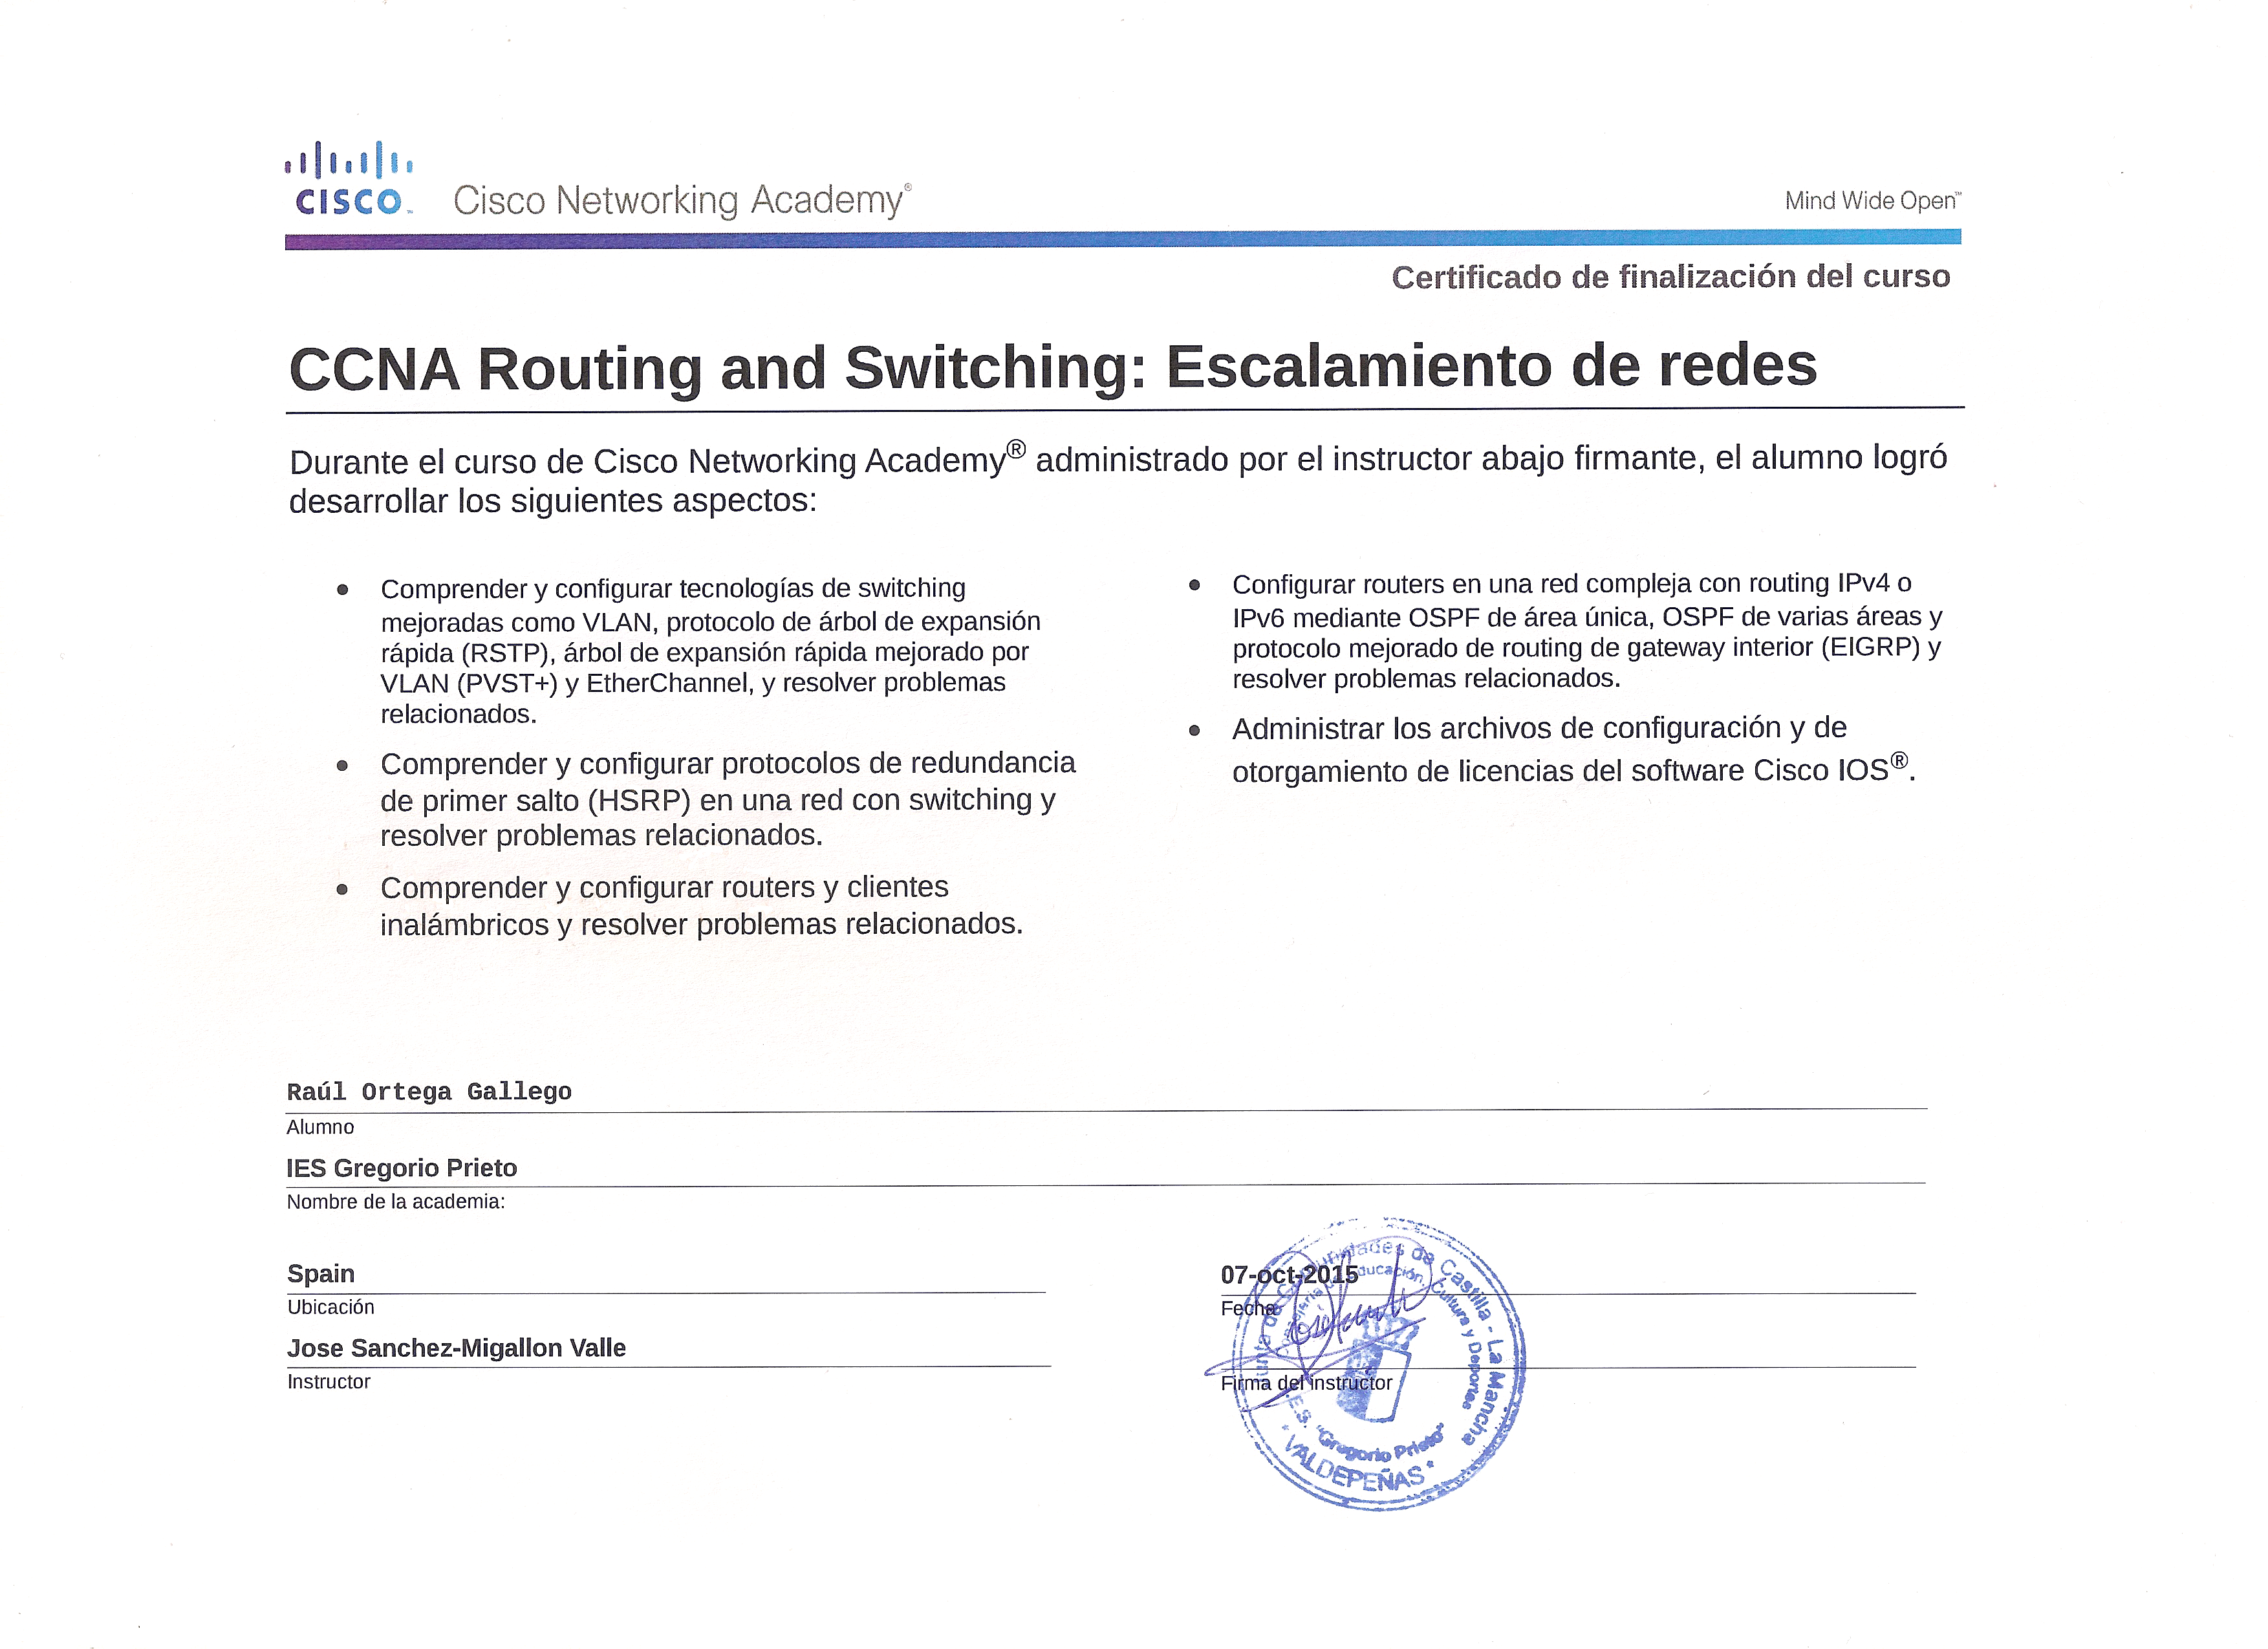 CISCO™ Cisco Networking Academy® Mind Wide Open™
Certificado de finalización del curso
CCNA Routing and Switching: Escalamiento de redes
Durante el curso de Cisco Networking Academy® administrado por el instructor abajo firmante, el alumno logró
desarrollar los siguientes aspectos:
• Comprender y configurar tecnologías de switching
mejoradas como VLAN, protocolo de árbol de expansión
rápida (RSTP), árbol de expansión rápida mejorado por
VLAN (PVST+) y EtherChannel, y resolver problemas
relacionados.
• Comprender y configurar protocolos de redundancia
de primer salto (HSRP) en una red con switching y
resolver problemas relacionados.
• Comprender y configurar routers y clientes
inalámbricos y resolver problemas relacionados.
• Configurar routers en una red compleja con routing IPv4 o
IPv6 mediante OSPF de área única, OSPF de varias áreas y
protocolo mejorado de routing de gateway interior (EIGRP) y
resolver problemas relacionados.
• Administrar los archivos de configuración y de
otorgamiento de licencias del software Cisco IOS®.
Raúl Ortega Gallego
Alumno
IES Gregorio Prieto
Nombre de la academia:
Spain
Ubicación
07-oct-2015
Fecha
Jose Sanchez-Migallon Valle
Instructor
Firma del instructor
Junta de Comunidades de Castilla - La Mancha
Educación, Cultura y Deportes
"Gregorio Prieto"
* VALDEPEÑAS *